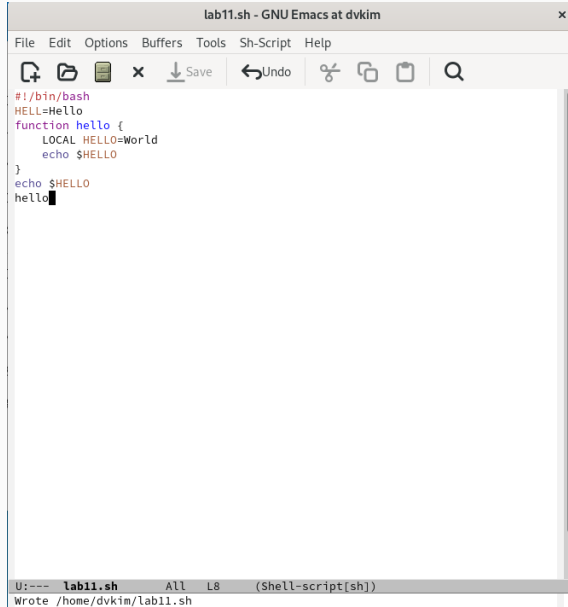 lab11.sh - GNU Emacs at dvkim ×
File Edit Options Buffers Tools Sh-Script Help
Save Undo
#!/bin/bash
HELL=Hello
function hello {
    LOCAL HELLO=World
    echo $HELLO
}
echo $HELLO
hello
U:--- lab11.sh All L8 (Shell-script[sh])
Wrote /home/dvkim/lab11.sh